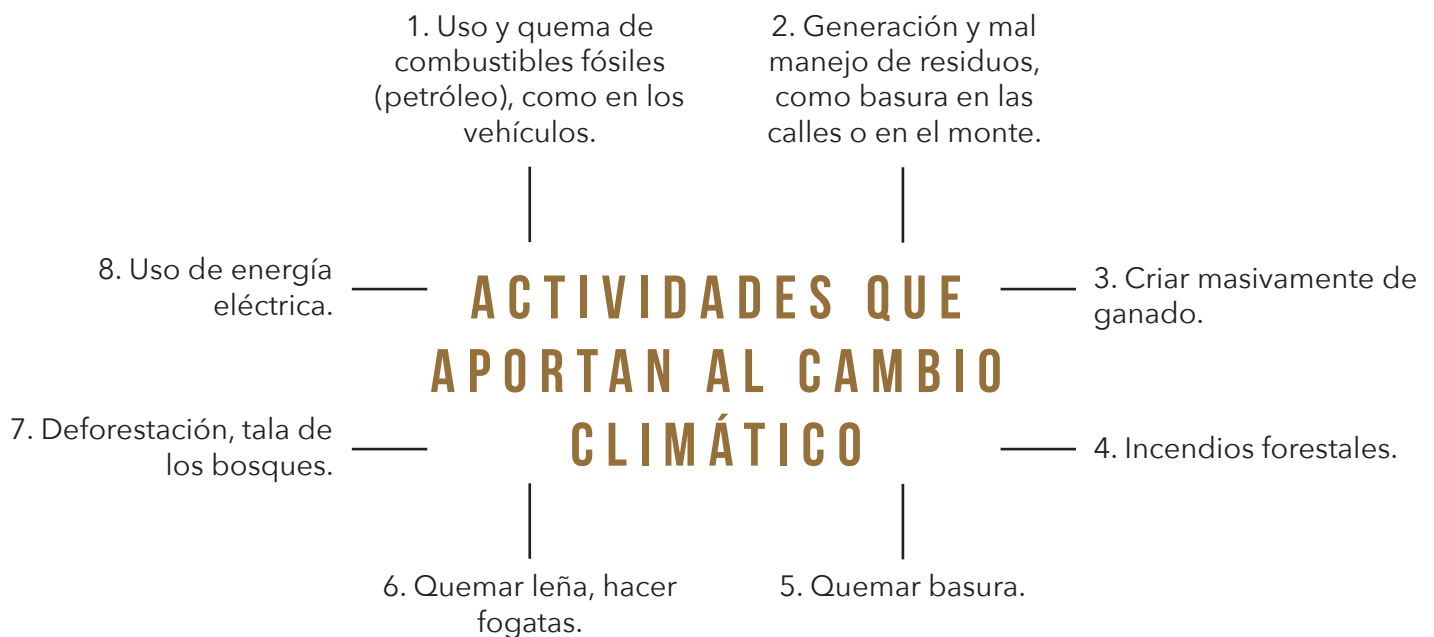 1. Uso y quema de
combustibles fósiles
(petróleo), como en los
vehículos.
2. Generación y mal
manejo de residuos,
como basura en las
calles o en el monte.
8. Uso de energía
eléctrica.
ACTIVIDADES QUE
APORTAN AL CAMBIO
CLIMÁTICO
3. Criar masivamente de
ganado.
7. Deforestación, tala de
los bosques.
4. Incendios forestales.
6. Quemar leña, hacer
fogatas.
5. Quemar basura.